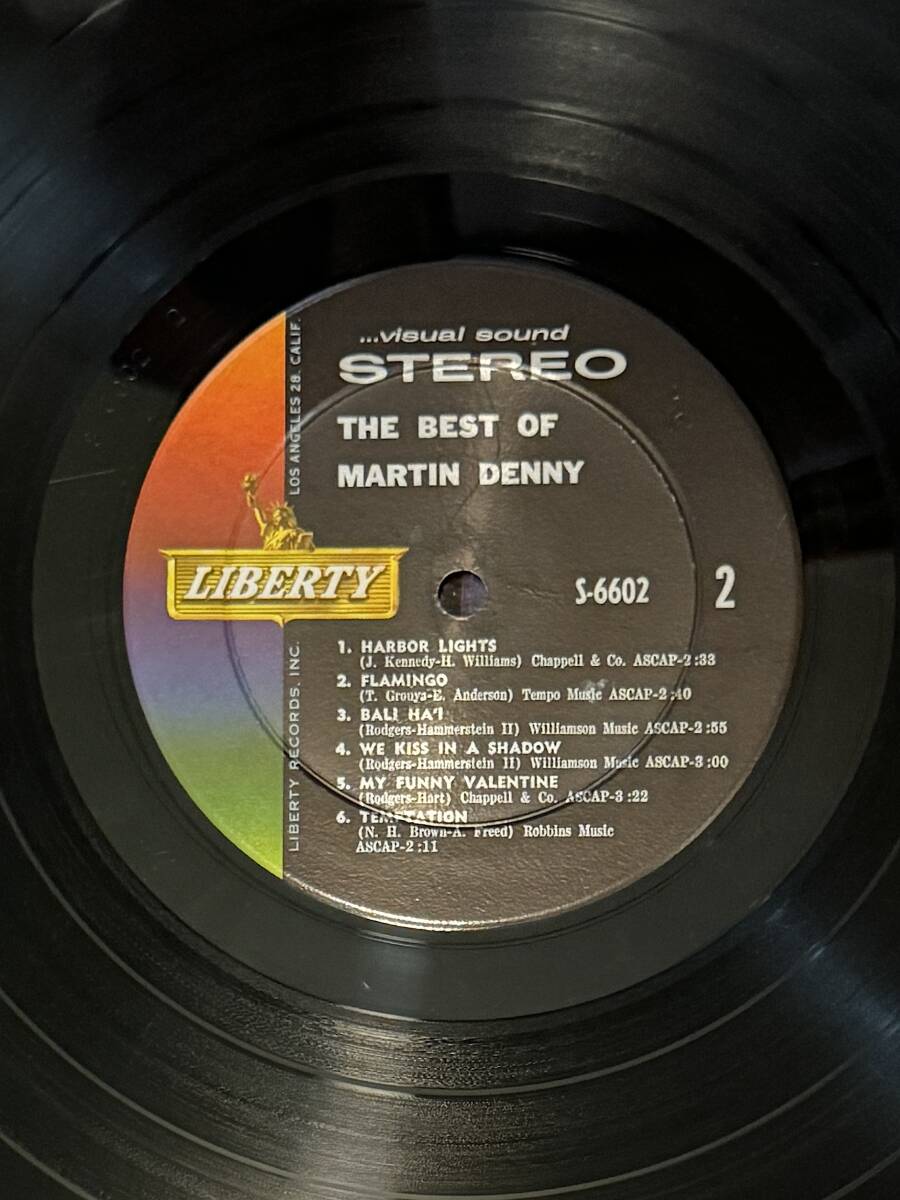 ...visual sound
STEREO
THE BEST OF
MARTIN DENNY
LIBERTY
S-6602
2
1. HARBOR LIGHTS
(J. Kennedy-H. Williams) Chappell & Co. ASCAP-2:33
2. FLAMINGO
(T. Grouya-E. Anderson) Tempo Music ASCAP-2:40
3. BALI HA'I
(Rodgers-Hammerstein II) Williamson Music ASCAP-2:55
4. WE KISS IN A SHADOW
(Rodgers-Hammerstein II) Williamson Music ASCAP-3:00
5. MY FUNNY VALENTINE
(Rodgers-Hart) Chappell & Co. ASCAP-3:22
6. TEMPTATION
(N. H. Brown-A. Freed) Robbins Music
ASCAP-2:11
LIBERTY RECORDS, INC. LOS ANGELES 28, CALIF.